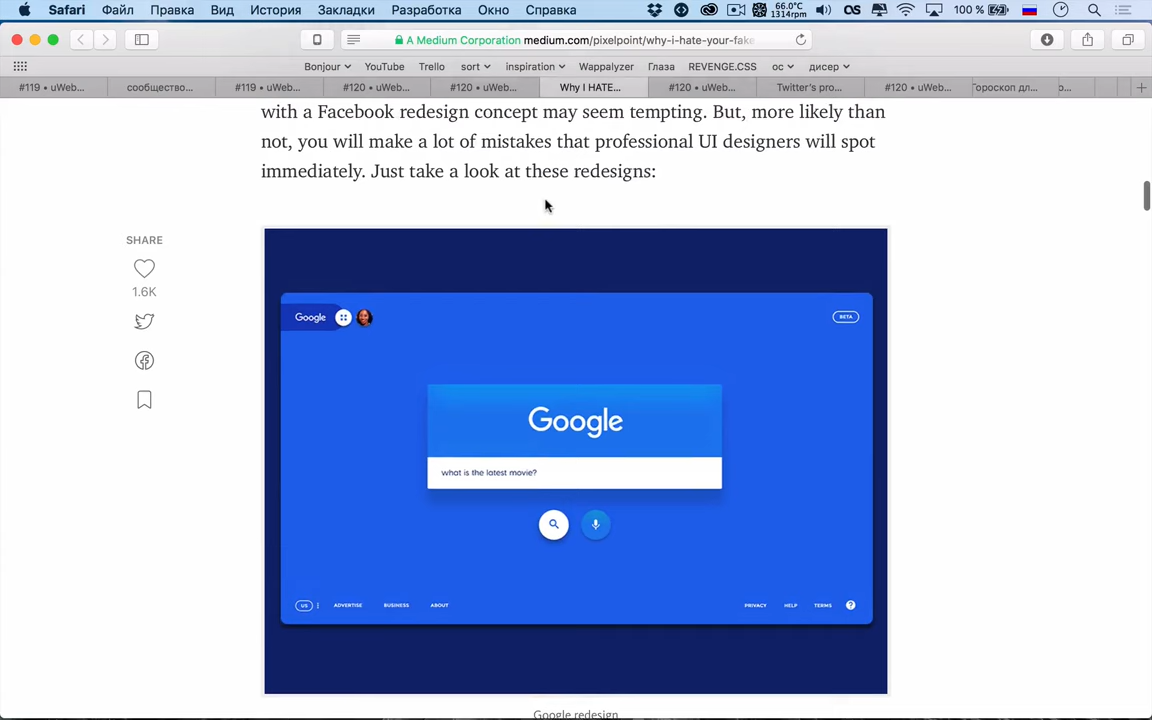 Safari Файл Правка Вид История Закладки Разработка Окно Справка 66.0°C 1314rpm 100 %
A Medium Corporation medium.com/pixelpoint/why-i-hate-your-fake
Bonjour YouTube Trello sort inspiration Wappalyzer Глаза REVENGE.CSS ос дисер
#119 • uWeb... сообщество... #119 • uWeb... #120 • uWeb... #120 • uWeb... Why I HATE... #120 • uWeb... Twitter's pro... #120 • uWeb... Гороскоп дл...
with a Facebook redesign concept may seem tempting. But, more likely than
not, you will make a lot of mistakes that professional UI designers will spot
immediately. Just take a look at these redesigns:
SHARE
1.6K
Google BETA
Google
what is the latest movie?
US ADVERTISE BUSINESS ABOUT PRIVACY HELP TERMS ?
Google redesign